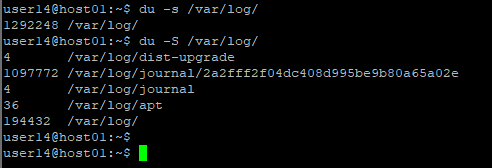 user14@host01:~$ du -s /var/log/
1292248 /var/log/
user14@host01:~$ du -S /var/log/
4       /var/log/dist-upgrade
1097772 /var/log/journal/2a2fff2f04dc408d995be9b80a65a02e
4       /var/log/journal
36      /var/log/apt
194432  /var/log/
user14@host01:~$
user14@host01:~$